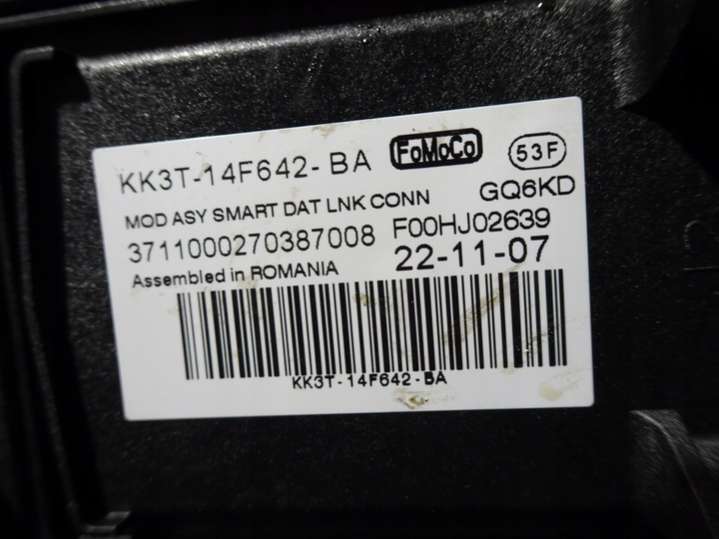 KK3T-14F642-BA FoMoCo 53F
MOD ASY SMART DAT LNK CONN GQ6KD
3711000270387008 F00HJ02639
Assembled in ROMANIA 22-11-07
KK3T-14F642-BA